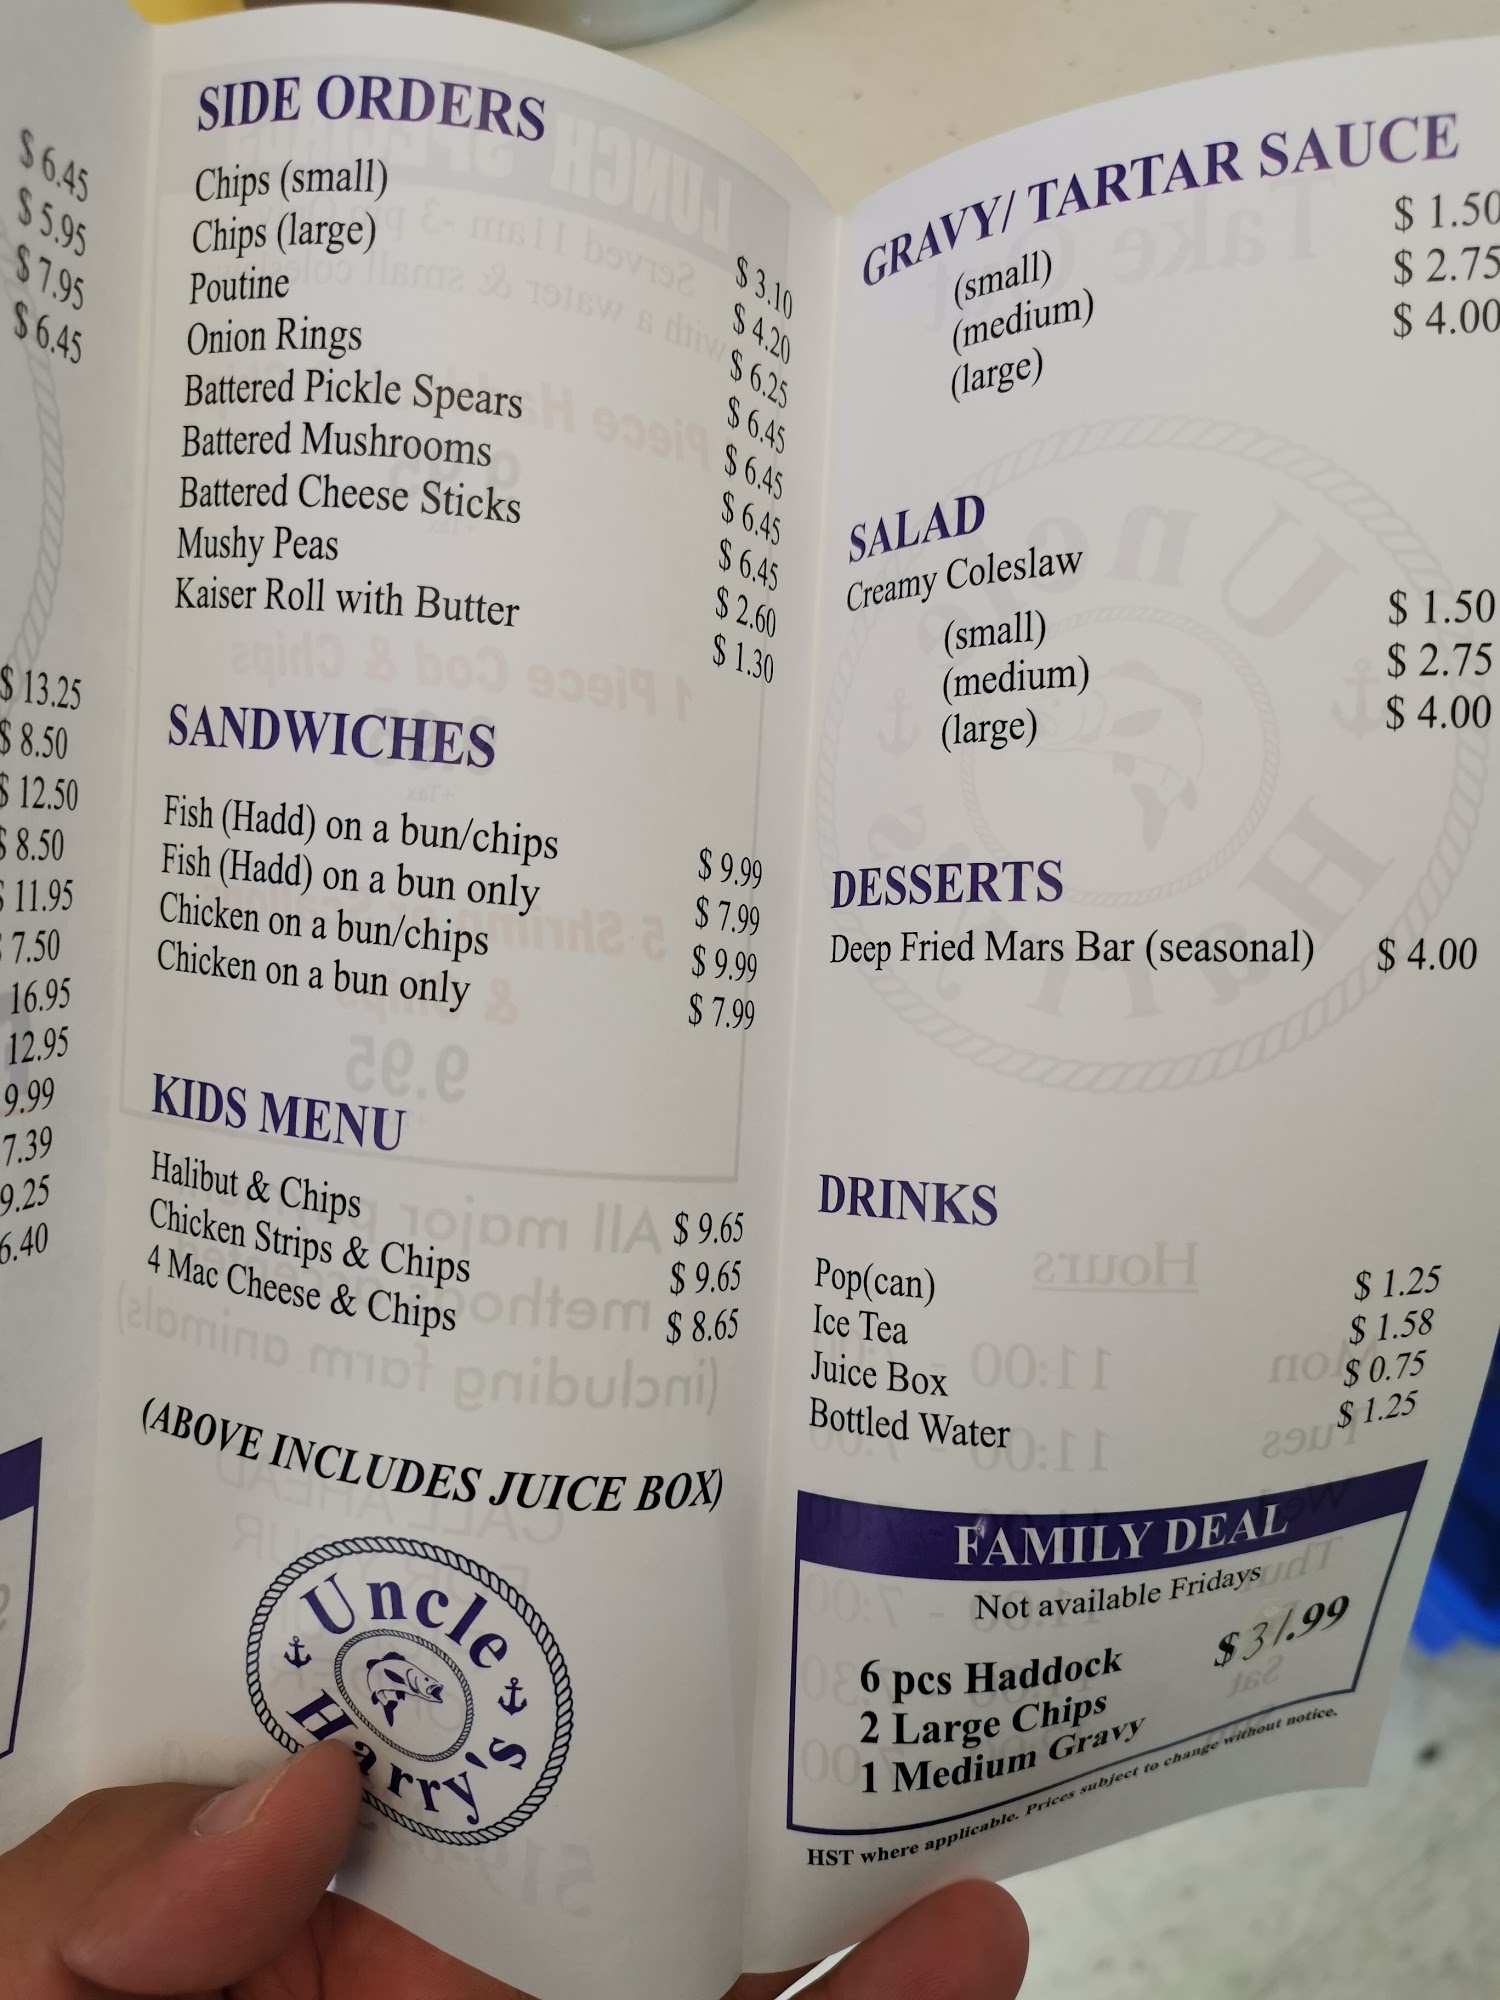 $ 6.45
$ 5.95
$ 7.95
$ 6.45
$ 13.25
$ 8.50
$ 12.50
$ 8.50
$ 11.95
7.50
16.95
12.95
9.99
7.39
9.25
6.40
SIDE ORDERS
Chips (small) $ 3.10
Chips (large) $ 4.20
Poutine $ 6.25
Onion Rings $ 6.45
Battered Pickle Spears $ 6.45
Battered Mushrooms $ 6.45
Battered Cheese Sticks $ 6.45
Mushy Peas $ 2.60
Kaiser Roll with Butter $ 1.30
SANDWICHES
Fish (Hadd) on a bun/chips $ 9.99
Fish (Hadd) on a bun only $ 7.99
Chicken on a bun/chips $ 9.99
Chicken on a bun only $ 7.99
KIDS MENU
Halibut & Chips $ 9.65
Chicken Strips & Chips $ 9.65
4 Mac Cheese & Chips $ 8.65
(ABOVE INCLUDES JUICE BOX)
Uncle
Harry's
GRAVY/ TARTAR SAUCE
(small) $ 1.50
(medium) $ 2.75
(large) $ 4.00
SALAD
Creamy Coleslaw
(small) $ 1.50
(medium) $ 2.75
(large) $ 4.00
DESSERTS
Deep Fried Mars Bar (seasonal) $ 4.00
DRINKS
Pop(can) $ 1.25
Ice Tea $ 1.58
Juice Box $ 0.75
Bottled Water $ 1.25
FAMILY DEAL
Not available Fridays
6 pcs Haddock $31.99
2 Large Chips
1 Medium Gravy
HST where applicable. Prices subject to change without notice.